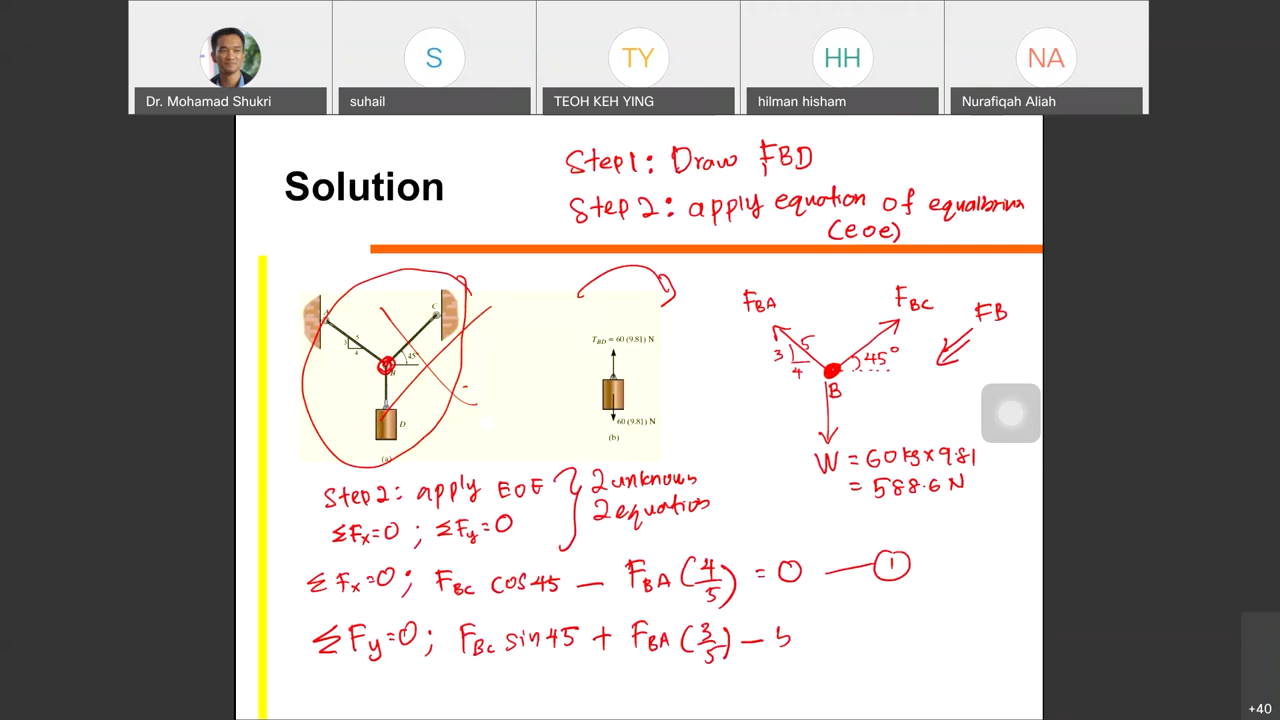 S
TY
HH
NA
Dr. Mohamad Shukri
suhail
TEOH KEH YING
hilman hisham
Nurafiqah Aliah
Solution
Step 1: Draw FBD
Step 2: apply equation of equalibrium
(eoe)
A
C
5
3
4
45°
B
D
(a)
T_BD = 60 (9.81) N
60 (9.81) N
(b)
F_BA
F_BC
FB
3
5
4
45°
B
W = 60kg x 9.81
= 588.6 N
Step 2: apply EOE
ΣFx=0 ; ΣFy=0
2 unknowns
2 equations
ΣFx=0; F_BC cos 45 − F_BA (4/5) = 0 — ①
ΣFy=0; F_BC sin 45 + F_BA (3/5) −
+40